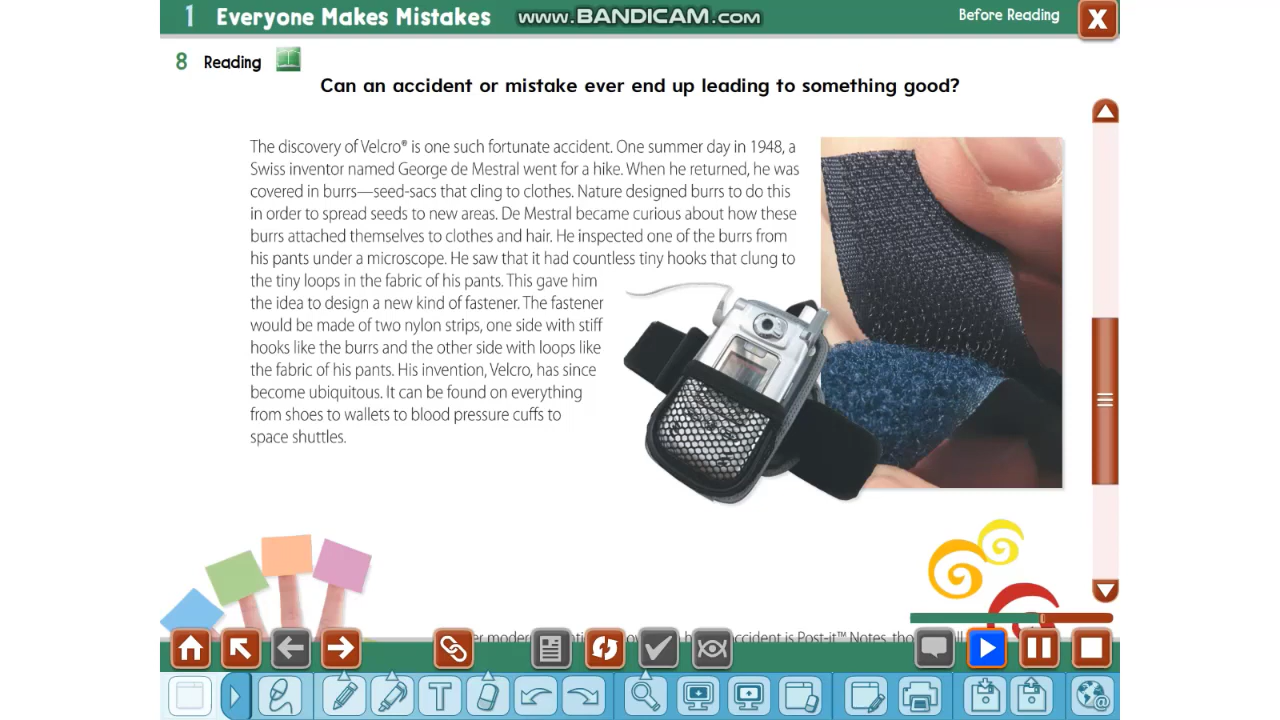 1 Everyone Makes Mistakes
www.BANDICAM.com
Before Reading
X
8 Reading
Can an accident or mistake ever end up leading to something good?
The discovery of Velcro® is one such fortunate accident. One summer day in 1948, a
Swiss inventor named George de Mestral went for a hike. When he returned, he was
covered in burrs—seed-sacs that cling to clothes. Nature designed burrs to do this
in order to spread seeds to new areas. De Mestral became curious about how these
burrs attached themselves to clothes and hair. He inspected one of the burrs from
his pants under a microscope. He saw that it had countless tiny hooks that clung to
the tiny loops in the fabric of his pants. This gave him
the idea to design a new kind of fastener. The fastener
would be made of two nylon strips, one side with stiff
hooks like the burrs and the other side with loops like
the fabric of his pants. His invention, Velcro, has since
become ubiquitous. It can be found on everything
from shoes to wallets to blood pressure cuffs to
space shuttles.
accident is Post-it™ Notes,
T